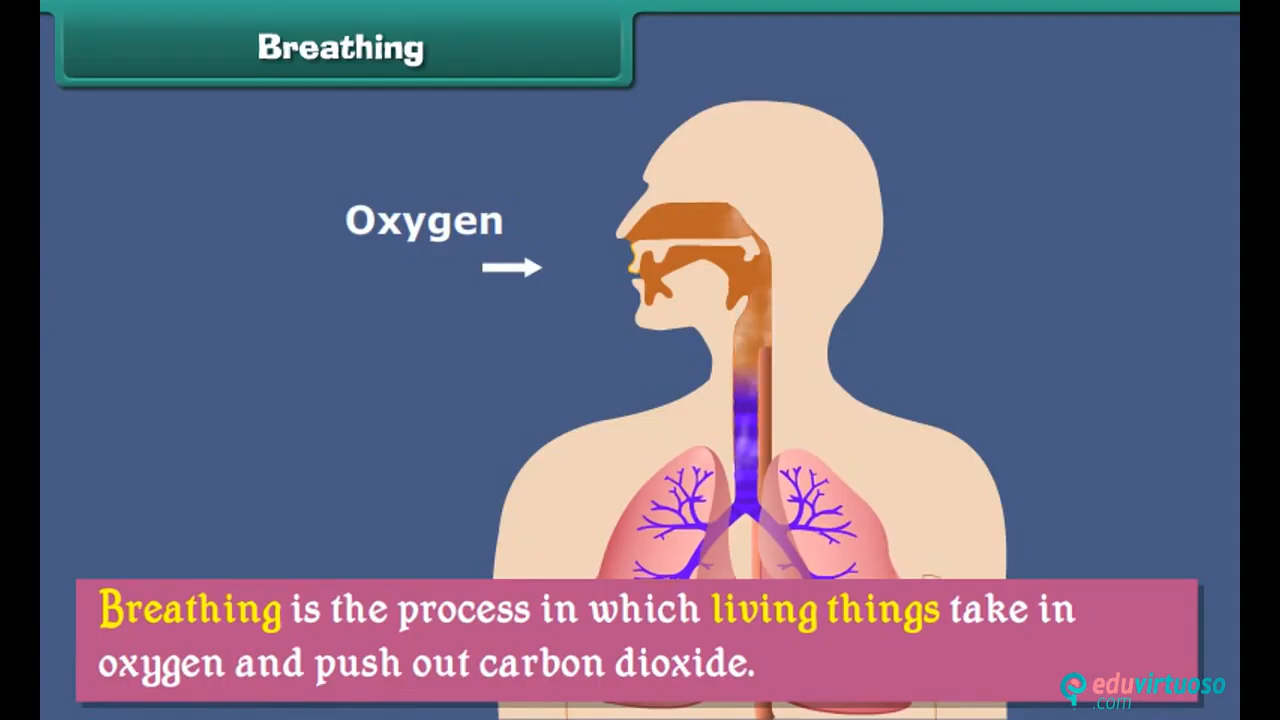 Breathing
Oxygen
Breathing is the process in which living things take in
oxygen and push out carbon dioxide.
eduvirtuoso
.com